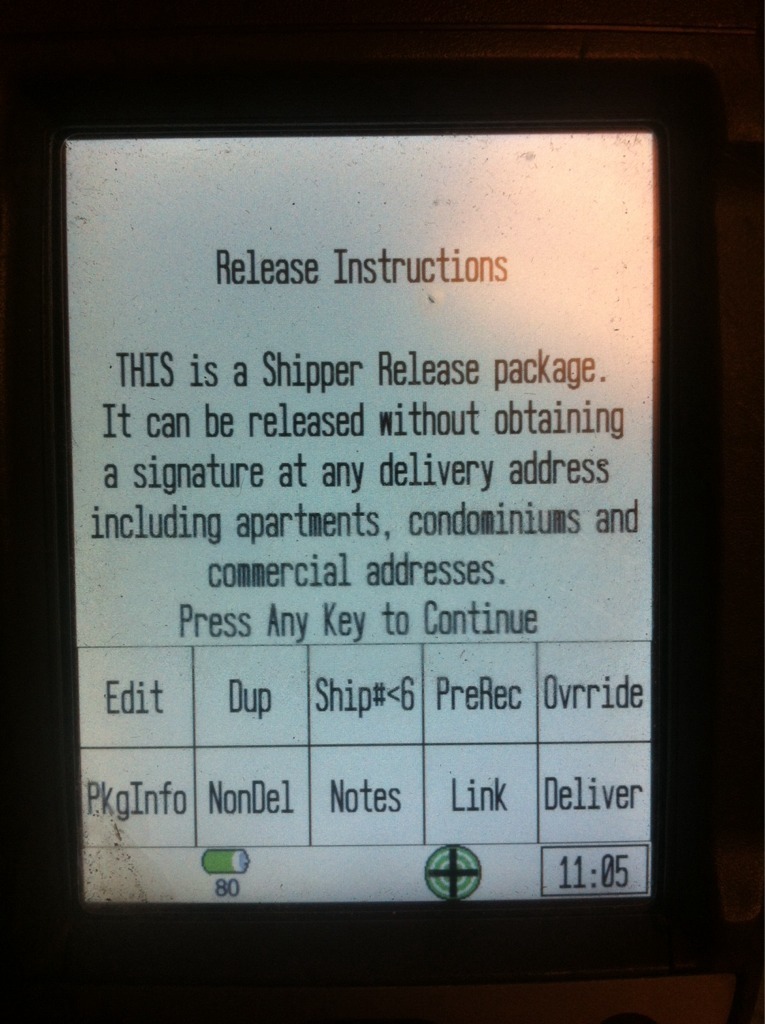 Release Instructions
THIS is a Shipper Release package.
It can be released without obtaining
a signature at any delivery address
including apartments, condominiums and
commercial addresses.
Press Any Key to Continue
Edit Dup Ship#<6 PreRec Ovrride
PkgInfo NonDel Notes Link Deliver
80 11:05